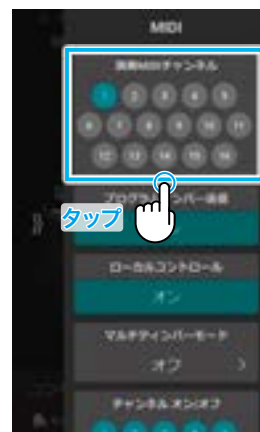 MIDI
鍵盤MIDIチャンネル
1 2 3 4 5
6 7 8 9 10 11
12 13 14 15 16
タップ
ローカルコントロール
オン
マルチティンバーモード
オフ
チャンネル オン/オフ